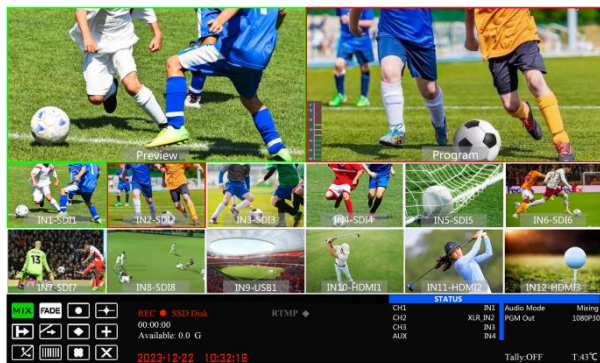 Preview
Program
IN1-SDI1
IN2-SDI2
IN3-SDI3
IN4-SDI4
IN5-SDI5
IN6-SDI6
IN7-SDI7
IN8-SDI8
IN9-USB1
IN10-HDMI1
IN11-HDMI2
IN12-HDMI3
MIX FADE
REC SSD Disk
00:00:00
Available: 0.0 G
2023-12-22 10:32:18
RTMP
STATUS
CH1 IN1
CH2 XLR_IN2
CH3 IN3
AUX IN4
Audio Mode Mixing
PGM Out 1080P30
Tally:OFF T:43℃